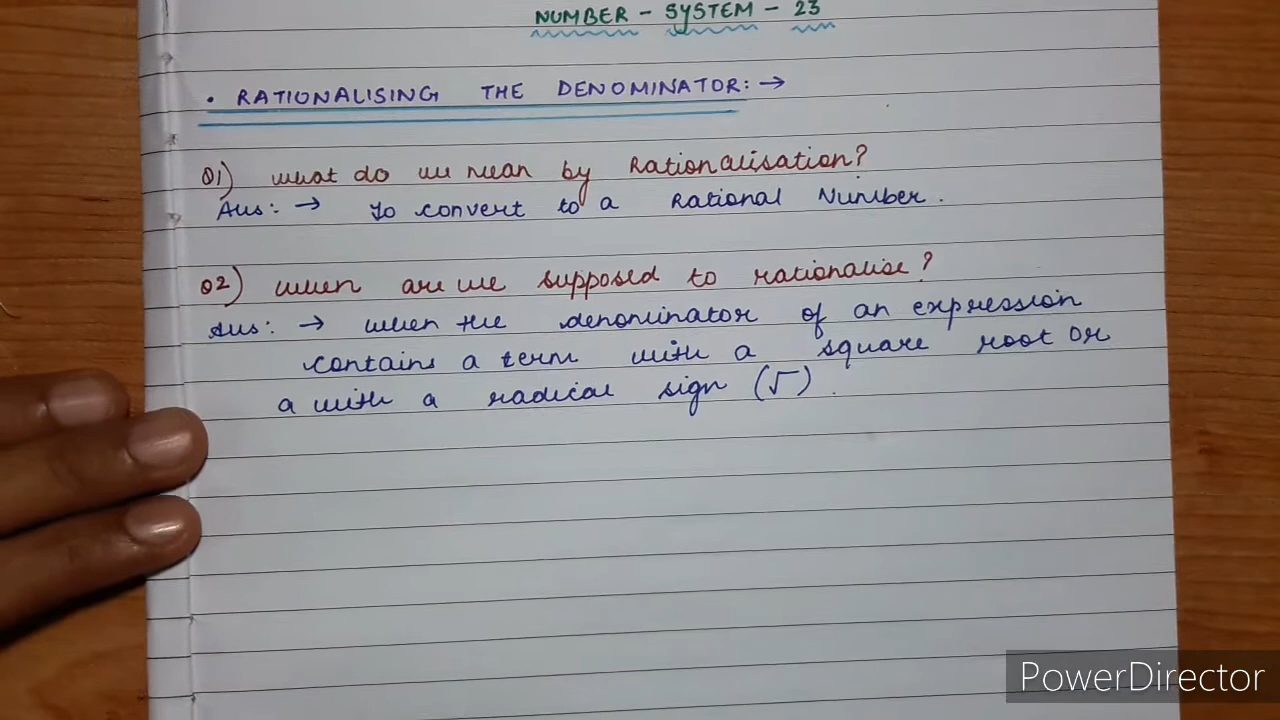 NUMBER - SYSTEM - 23
• RATIONALISING THE DENOMINATOR: →
Q1) what do we mean by Rationalisation?
Ans: → To convert to a Rational Number.
Q2) when are we supposed to rationalise?
Ans: → when the denominator of an expression
contains a term with a square root or
a with a radical sign (√).
PowerDirector